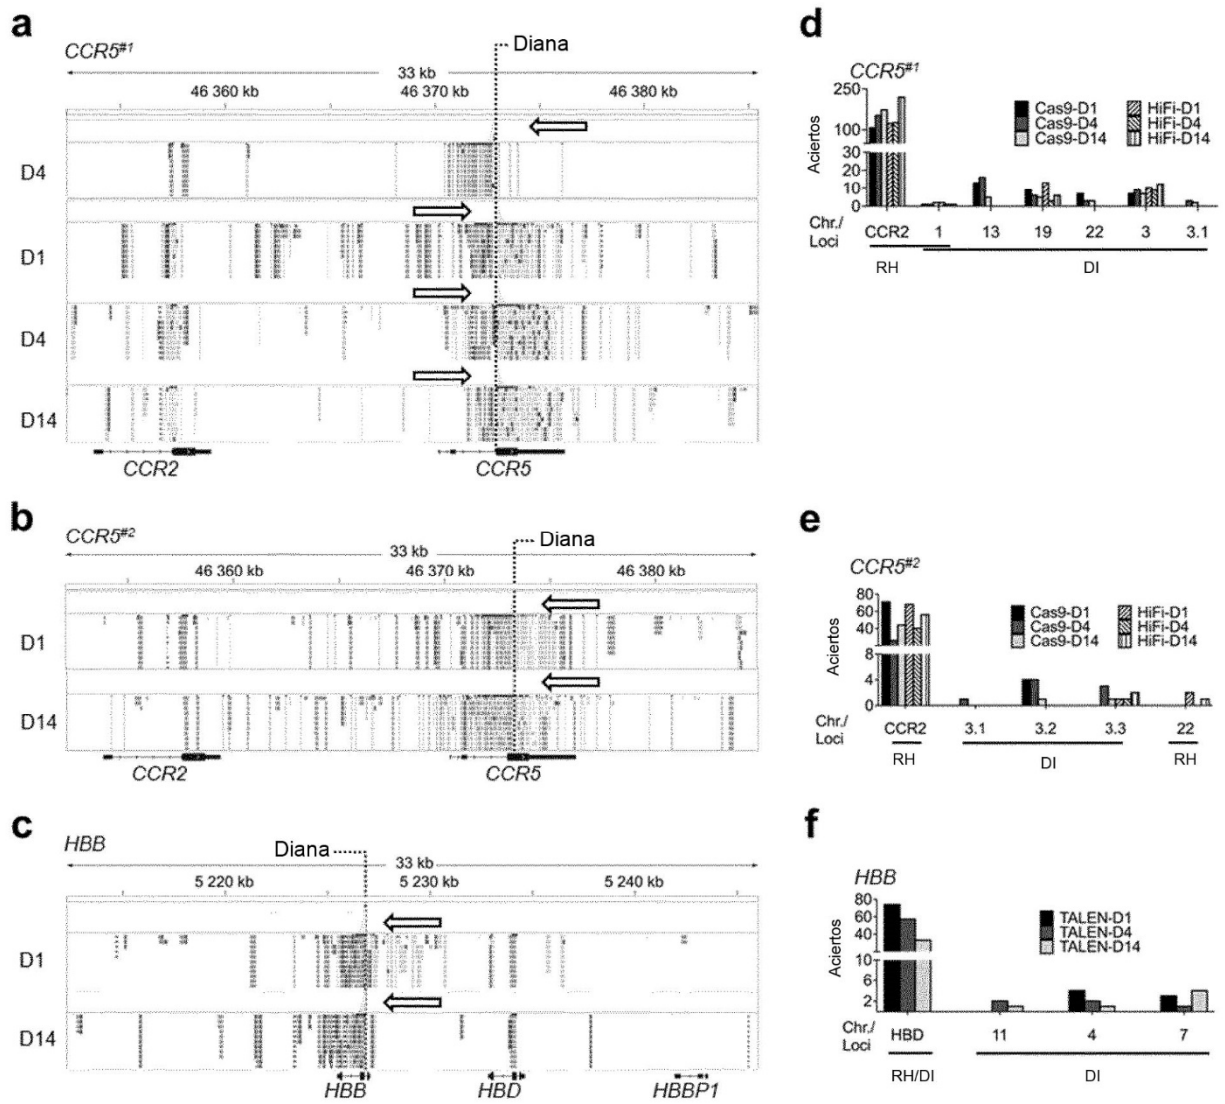 a
CCR5#1
Diana
33 kb
46 360 kb
46 370 kb
46 380 kb
D4
D1
D4
D14
CCR2
CCR5
b
CCR5#2
Diana
33 kb
46 360 kb
46 370 kb
46 380 kb
D1
D14
CCR2
CCR5
c
HBB
Diana
33 kb
5 220 kb
5 230 kb
5 240 kb
D1
D14
HBB
HBD
HBBP1
d
CCR5#1
250
100
30
20
10
0
Aciertos
Cas9-D1
Cas9-D4
Cas9-D14
HiFi-D1
HiFi-D4
HiFi-D14
Chr./
Loci
CCR2
1
13
19
22
3
3.1
RH
DI
e
CCR5#2
80
60
40
8
4
0
Aciertos
Cas9-D1
Cas9-D4
Cas9-D14
HiFi-D1
HiFi-D4
HiFi-D14
Chr./
Loci
CCR2
3.1
3.2
3.3
22
RH
DI
RH
f
HBB
80
60
40
20
10
6
2
Aciertos
TALEN-D1
TALEN-D4
TALEN-D14
Chr./
Loci
HBD
11
4
7
RH/DI
DI